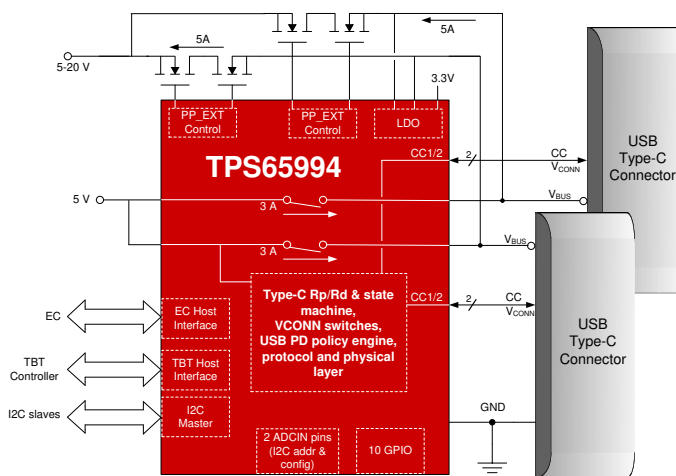 5A
5A
5-20 V
3.3V
PP_EXT
Control
PP_EXT
Control
LDO
USB
Type-C
Connector
TPS65994
CC1/2
2
CC
VCONN
5 V
3 A
VBUS
3 A
VBUS
Type-C Rp/Rd & state
machine,
VCONN switches,
USB PD policy engine,
protocol and physical
layer
CC1/2
2
CC
VCONN
USB
Type-C
Connector
EC
EC Host
Interface
TBT
Controller
TBT Host
Interface
I2C slaves
I2C
Master
GND
2 ADCIN pins
(I2C addr &
config)
10 GPIO